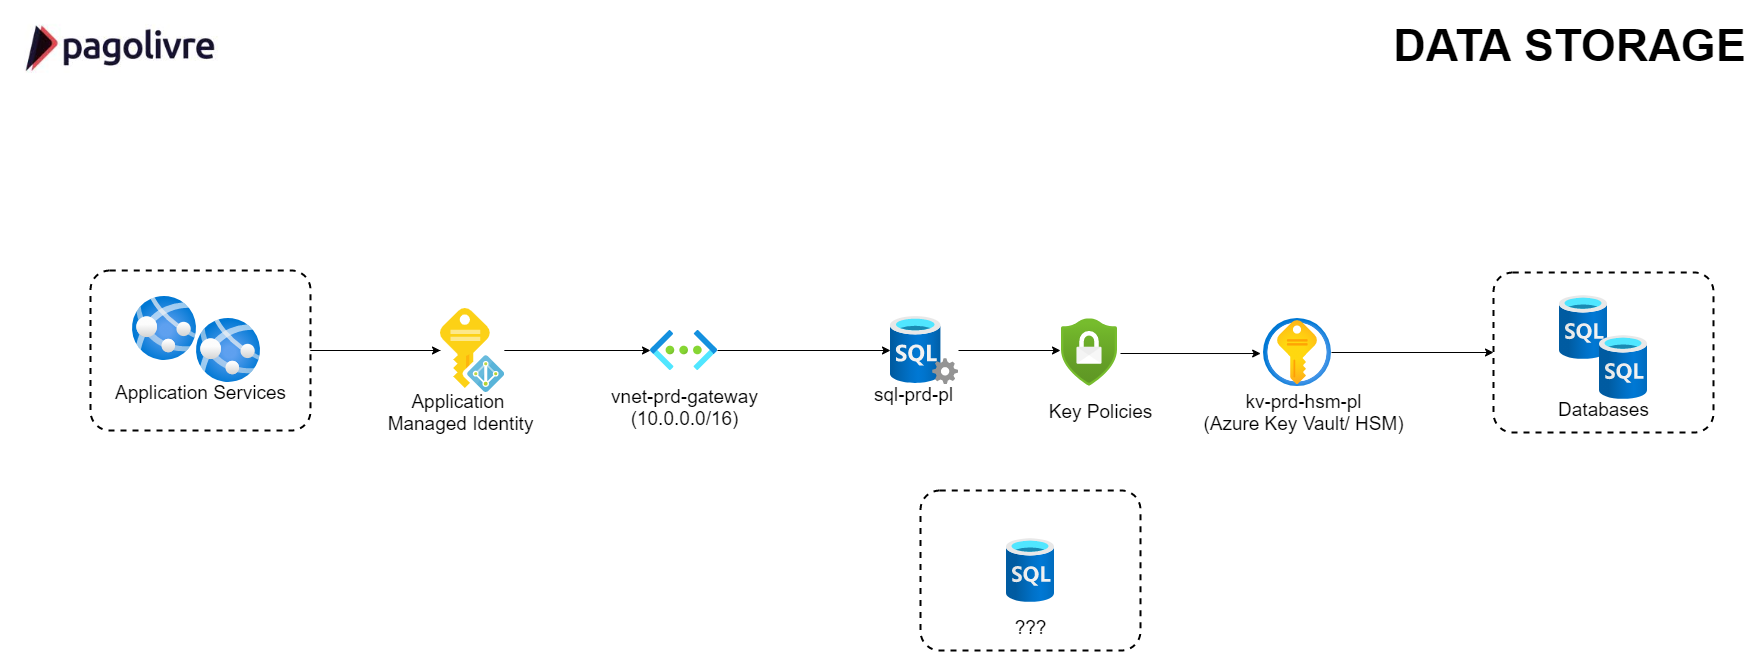 pagolivre
DATA STORAGE
Application Services
Application
Managed Identity
vnet-prd-gateway
(10.0.0.0/16)
SQL
sql-prd-pl
Key Policies
kv-prd-hsm-pl
(Azure Key Vault/ HSM)
SQL
SQL
Databases
SQL
???